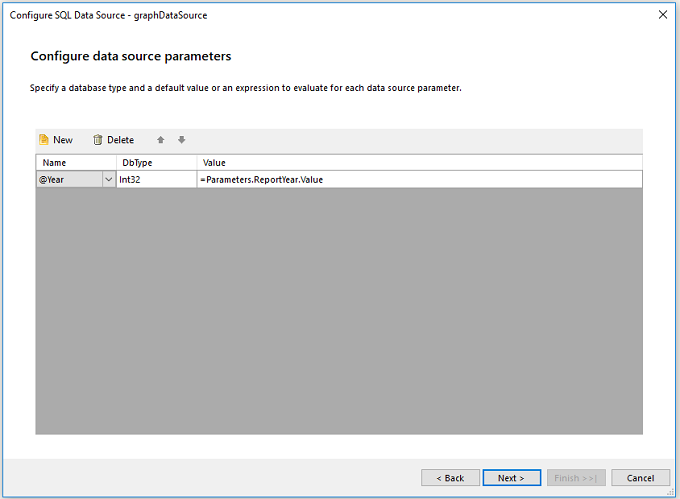 Configure SQL Data Source - graphDataSource
Configure data source parameters
Specify a database type and a default value or an expression to evaluate for each data source parameter.
New Delete
Name DbType Value
@Year Int32 =Parameters.ReportYear.Value
< Back Next > Finish >>| Cancel